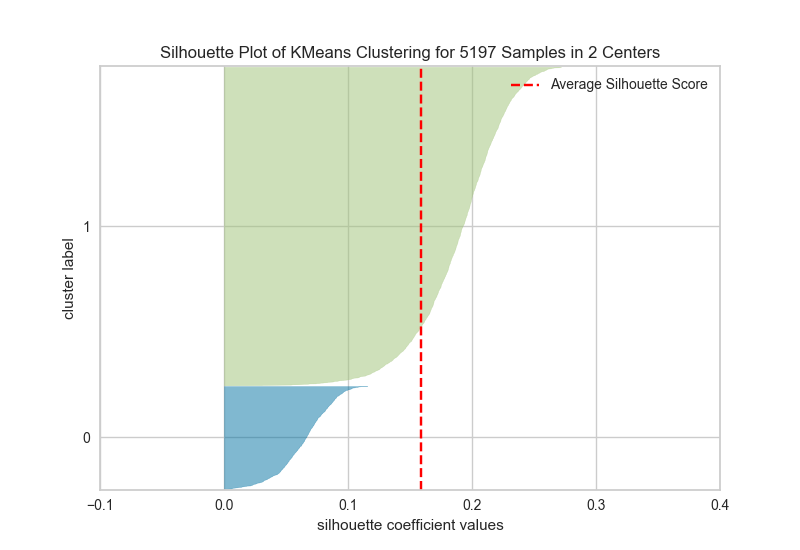 Silhouette Plot of KMeans Clustering for 5197 Samples in 2 Centers
Average Silhouette Score
1
0
cluster label
−0.1 0.0 0.1 0.2 0.3 0.4
silhouette coefficient values